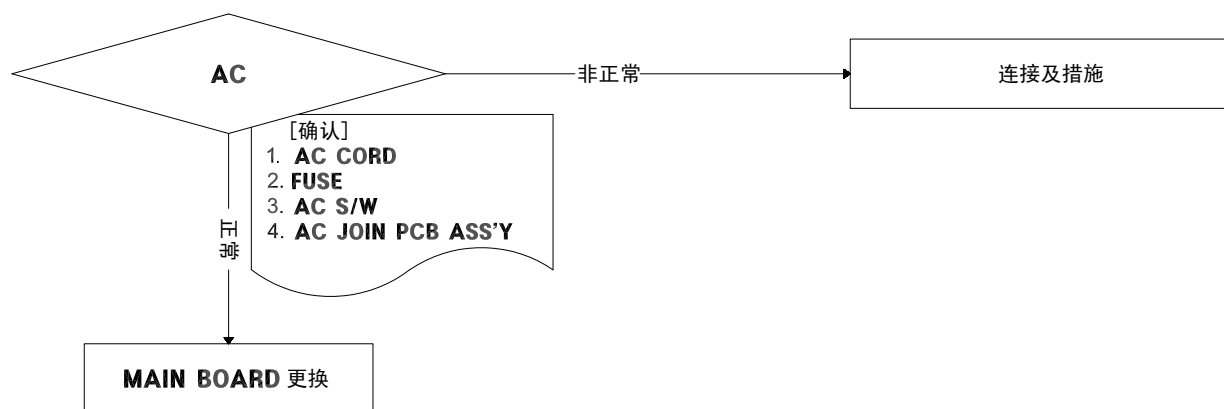 AC
非正常
连接及措施
[确认]
1. AC CORD
2. FUSE
3. AC S/W
4. AC JOIN PCB ASS'Y
正常
MAIN BOARD 更换